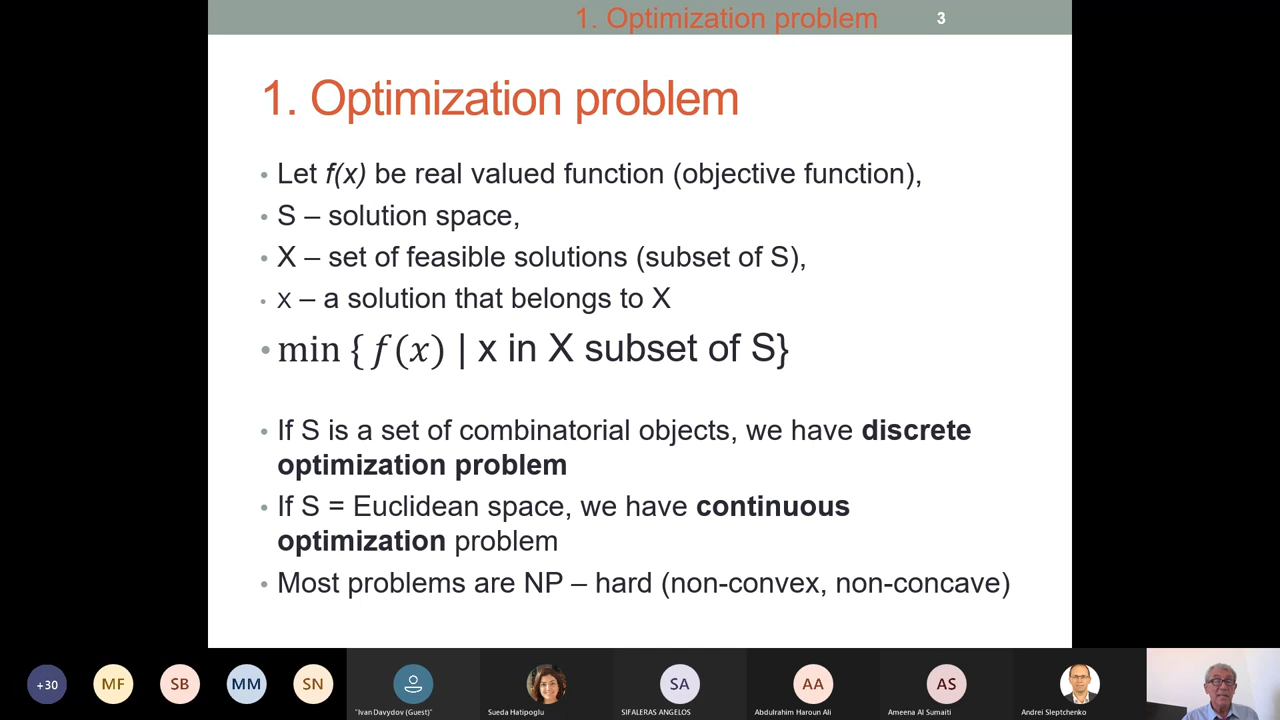 1. Optimization problem 3
1. Optimization problem
• Let f(x) be real valued function (objective function),
• S – solution space,
• X – set of feasible solutions (subset of S),
• x – a solution that belongs to X
• min { f(x) | x in X subset of S}
• If S is a set of combinatorial objects, we have discrete
optimization problem
• If S = Euclidean space, we have continuous
optimization problem
• Most problems are NP – hard (non-convex, non-concave)
+30 MF SB MM SN SA AA AS
"Ivan Davydov (Guest)" Sueda Hatipoglu SIFALERAS ANGELOS Abdulrahim Haroun Ali Ameena Al Sumaiti Andrei Sleptchenko